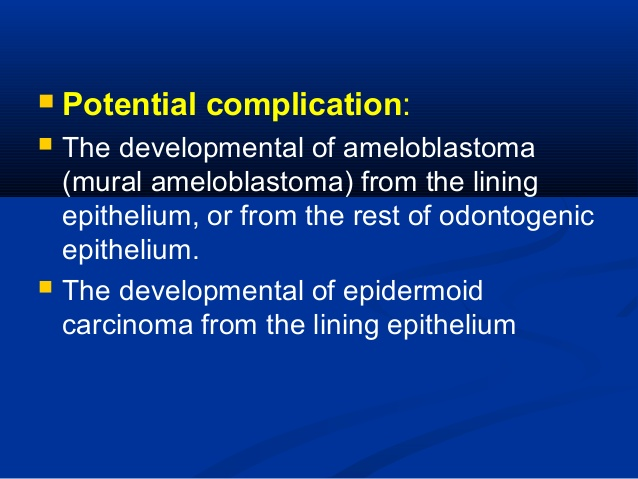 Potential complication:
The developmental of ameloblastoma
(mural ameloblastoma) from the lining
epithelium, or from the rest of odontogenic
epithelium.
The developmental of epidermoid
carcinoma from the lining epithelium